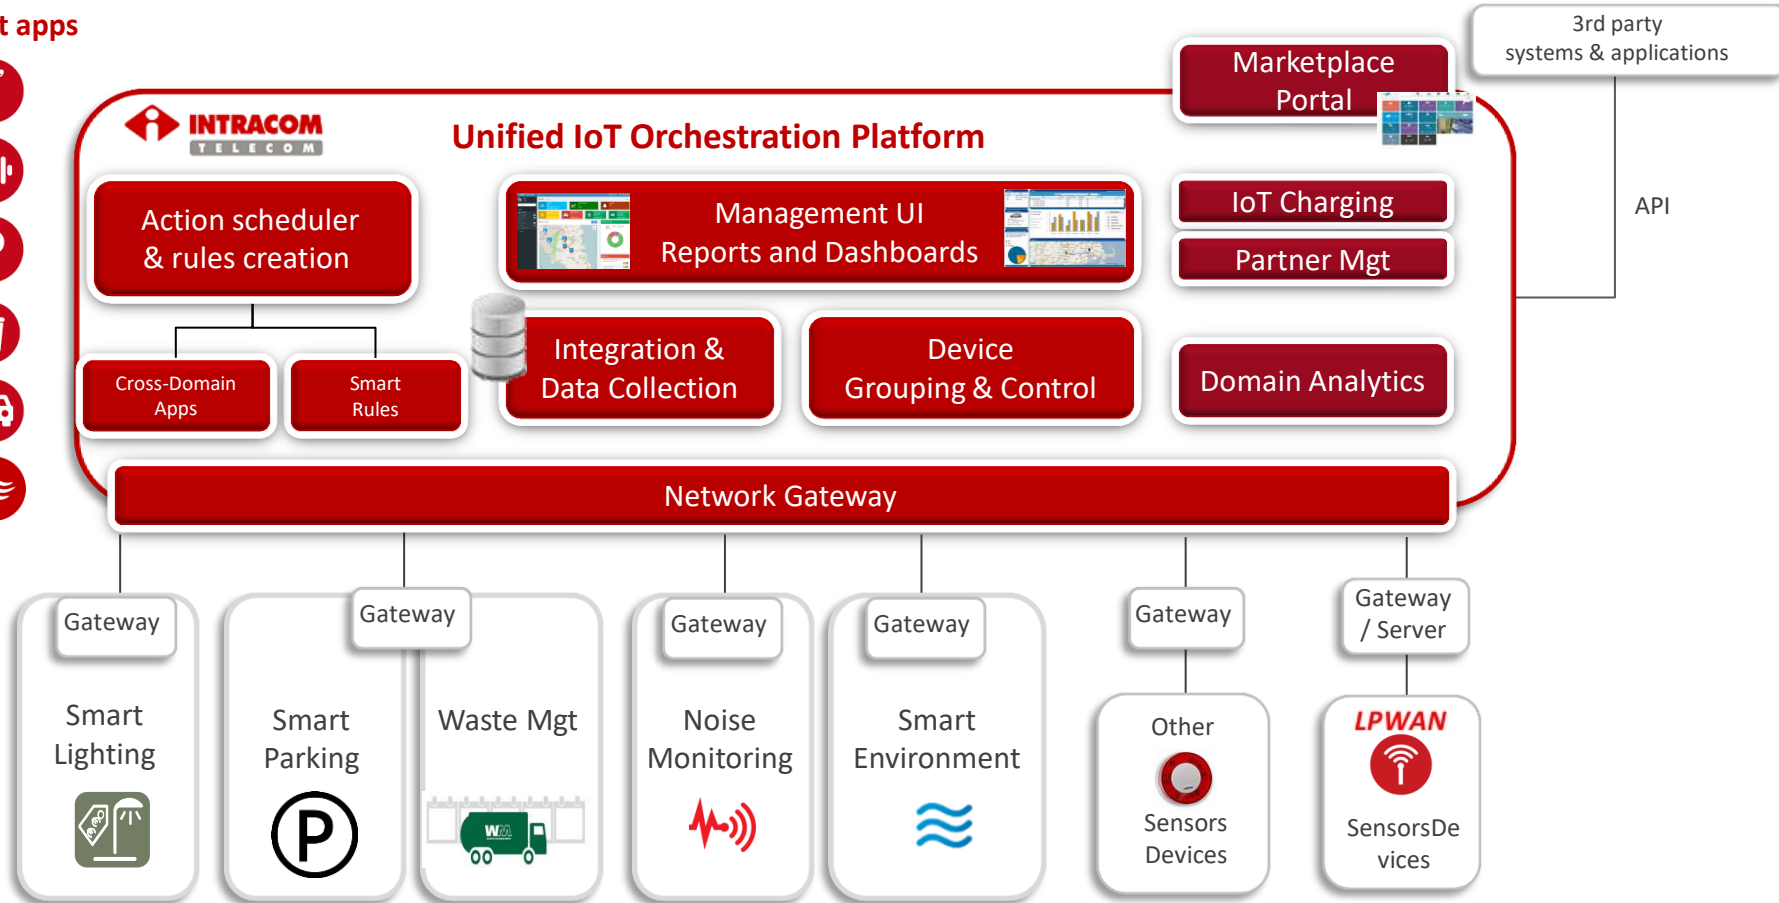 t apps
3rd party
systems & applications
Marketplace
Portal
INTRACOM
TELECOM
Unified IoT Orchestration Platform
Action scheduler
& rules creation
Management UI
Reports and Dashboards
IoT Charging
Partner Mgt
API
Cross-Domain
Apps
Smart
Rules
Integration &
Data Collection
Device
Grouping & Control
Domain Analytics
Network Gateway
Gateway
Gateway
Gateway
Gateway
Gateway
Gateway
/ Server
Smart
Lighting
Smart
Parking
P
Waste Mgt
WM
Noise
Monitoring
Smart
Environment
Other
Sensors
Devices
LPWAN
SensorsDe
vices